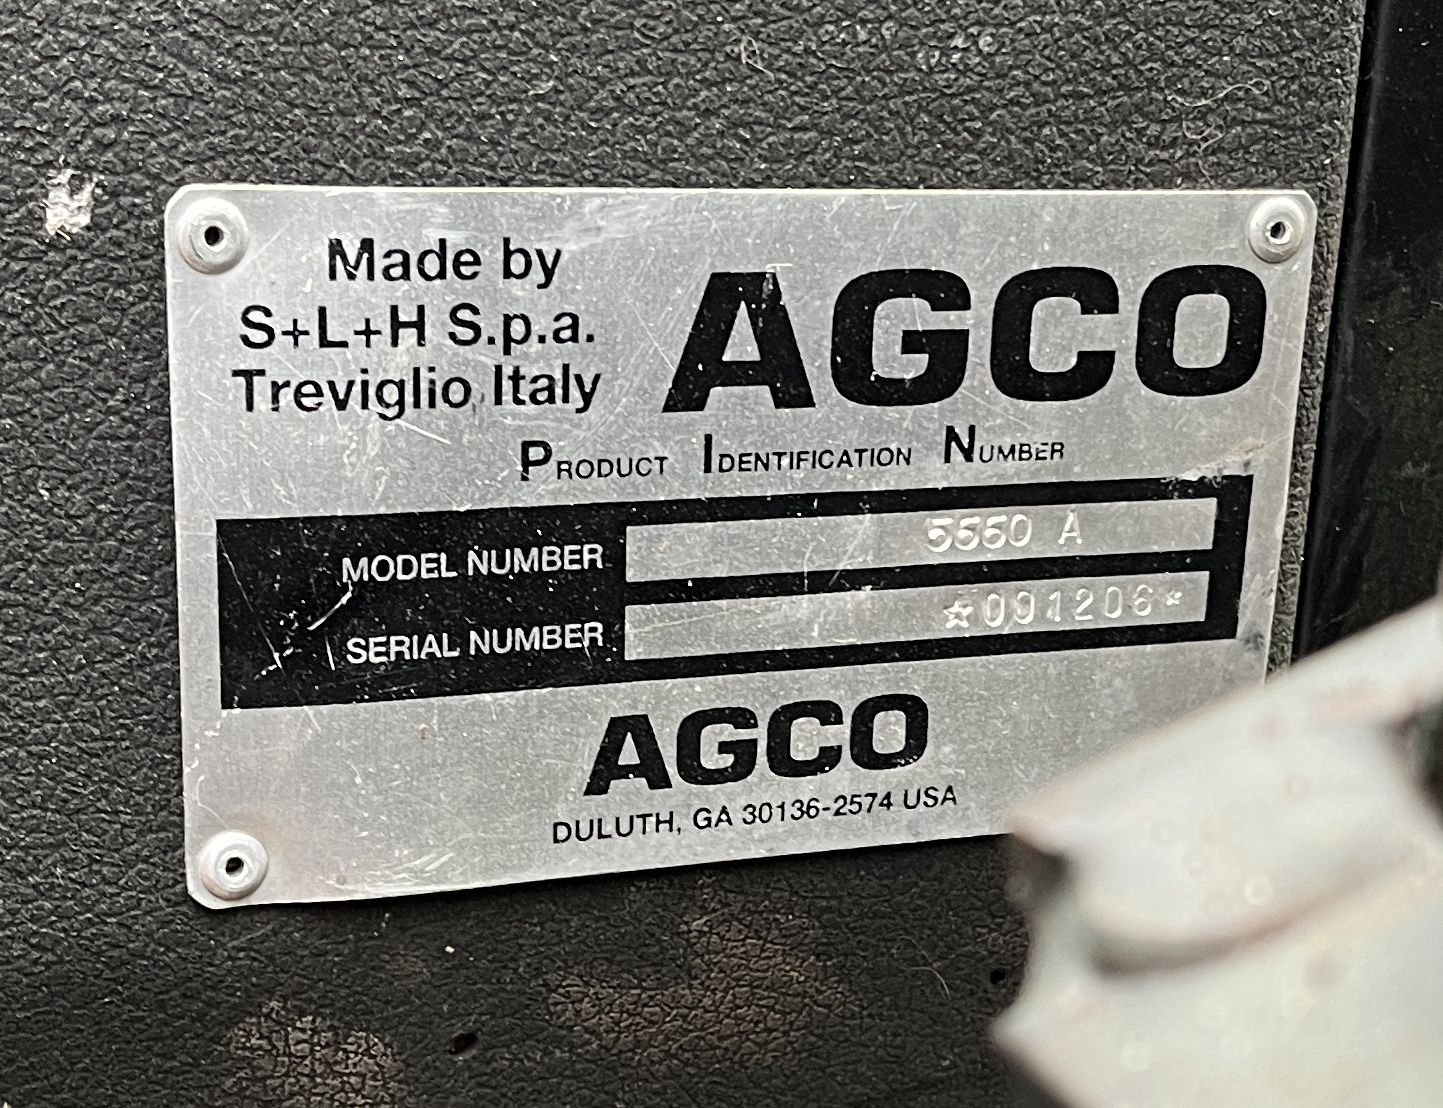 Made by
S+L+H S.p.a.
Treviglio Italy
AGCO
PRODUCT IDENTIFICATION NUMBER
MODEL NUMBER 5660 A
SERIAL NUMBER ★091206★
AGCO
DULUTH, GA 30136-2574 USA